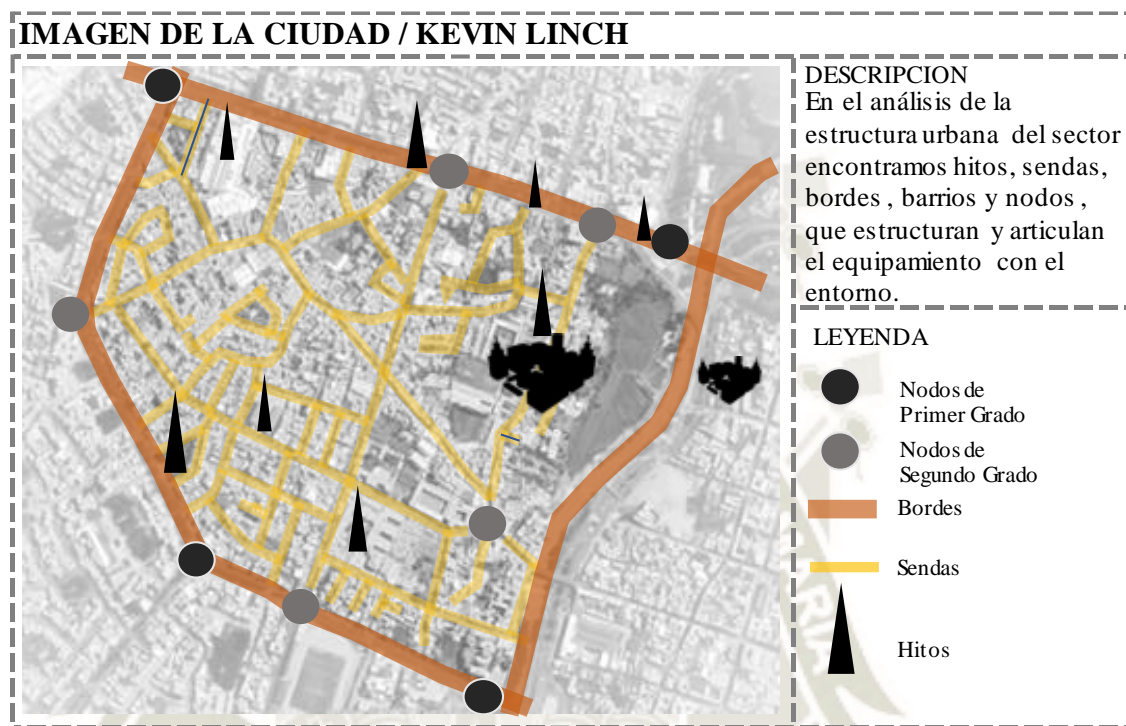 IMAGEN DE LA CIUDAD / KEVIN LINCH
DESCRIPCION
En el análisis de la
estructura urbana del sector
encontramos hitos, sendas,
bordes , barrios y nodos ,
que estructuran y articulan
el equipamiento con el
entorno.
LEYENDA
Nodos de
Primer Grado
Nodos de
Segundo Grado
Bordes
Sendas
Hitos